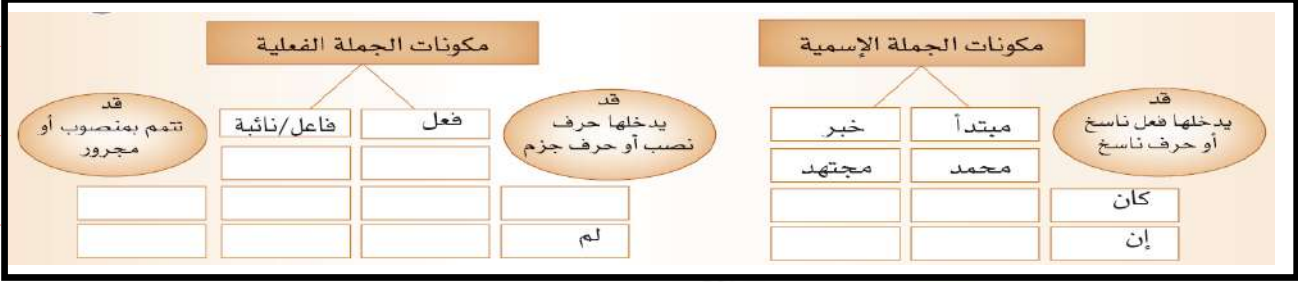 مكونات الجملة الإسمية
قد
يدخلها فعل ناسخ
أو حرف ناسخ
مبتدأ
خبر
محمد
مجتهد
كان
إن
مكونات الجملة الفعلية
قد
يدخلها حرف
نصب أو حرف جزم
فعل
فاعل/نائبة
قد
تتمم بمنصوب أو
مجرور
لم